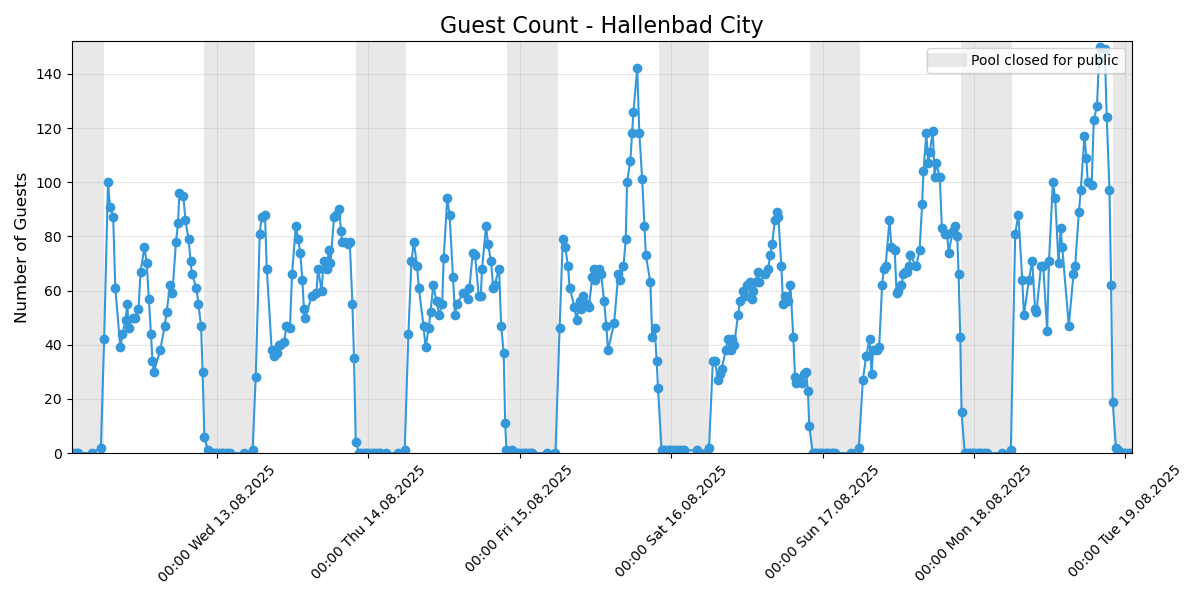 Guest Count - Hallenbad City
Pool closed for public
Number of Guests
140
120
100
80
60
40
20
0
00:00 Wed 13.08.2025
00:00 Thu 14.08.2025
00:00 Fri 15.08.2025
00:00 Sat 16.08.2025
00:00 Sun 17.08.2025
00:00 Mon 18.08.2025
00:00 Tue 19.08.2025